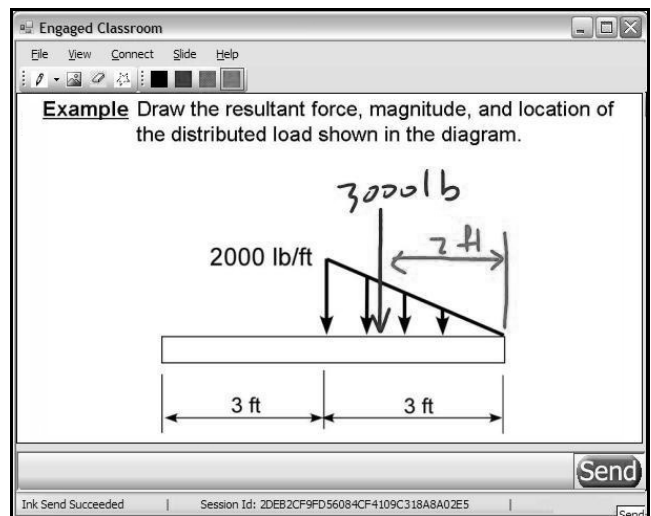 Engaged Classroom
File View Connect Slide Help
Example Draw the resultant force, magnitude, and location of
the distributed load shown in the diagram.
3000lb
2 ft
2000 lb/ft
3 ft 3 ft
Send
Ink Send Succeeded | Session Id: 2DEB2CF9FD56084CF4109C318A8A02E5 |
Send